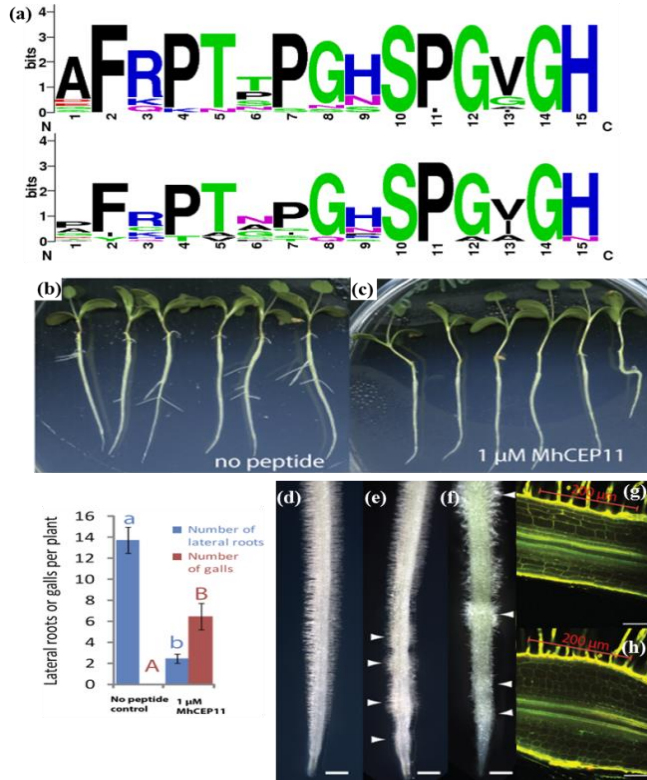 (a)
4
3
2
1
0
bits
AFRPTTPGHSPGVGH
N 1 2 3 4 5 6 7 8 9 10 11 12 13 14 15 C
4
3
2
1
0
bits
PFRPTNPGHSPGVGH
N 1 2 3 4 5 6 7 8 9 10 11 12 13 14 15 C
(b)
no peptide
(c)
1 µM MhCEP11
Lateral roots or galls per plant
16
14
12
10
8
6
4
2
0
a
A
b
B
Number of lateral roots
Number of galls
No peptide control
1 µM MhCEP11
(d)
(e)
(f)
(g)
200 µm
(h)
200 µm